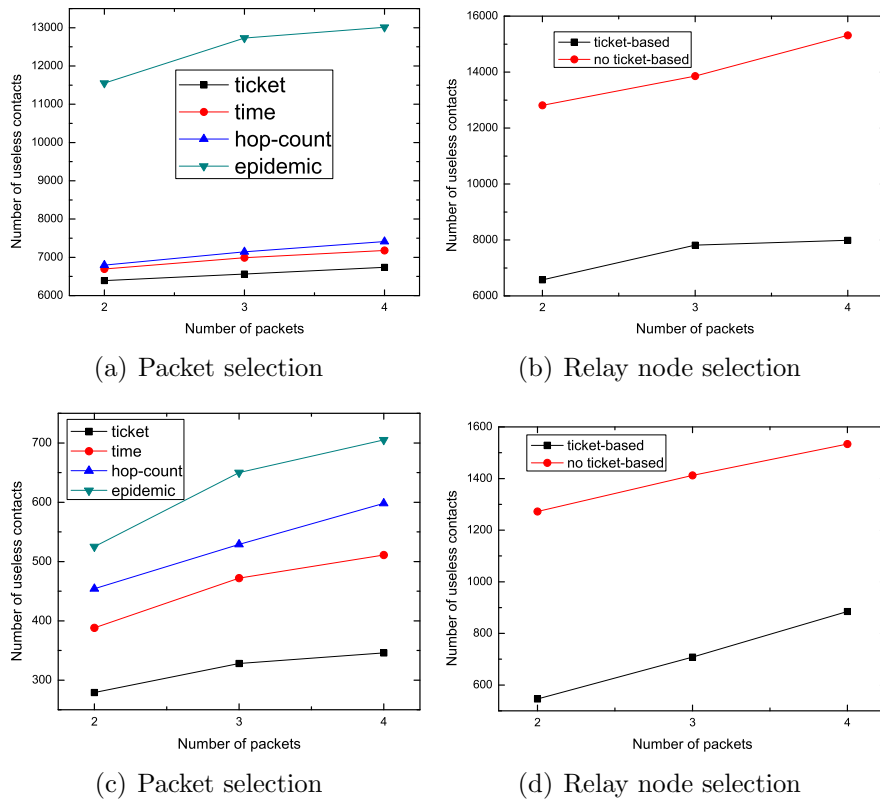 13000
12000
11000
10000
9000
8000
7000
6000
Number of useless contacts
ticket
time
hop-count
epidemic
2
3
4
Number of packets
(a) Packet selection
16000
14000
12000
10000
8000
6000
Number of useless contacts
ticket-based
no ticket-based
2
3
4
Number of packets
(b) Relay node selection
700
600
500
400
300
Number of useless contacts
ticket
time
hop-count
epidemic
2
3
4
Number of packets
(c) Packet selection
1600
1400
1200
1000
800
600
Number of useless contacts
ticket-based
no ticket-based
2
3
4
Number of packets
(d) Relay node selection